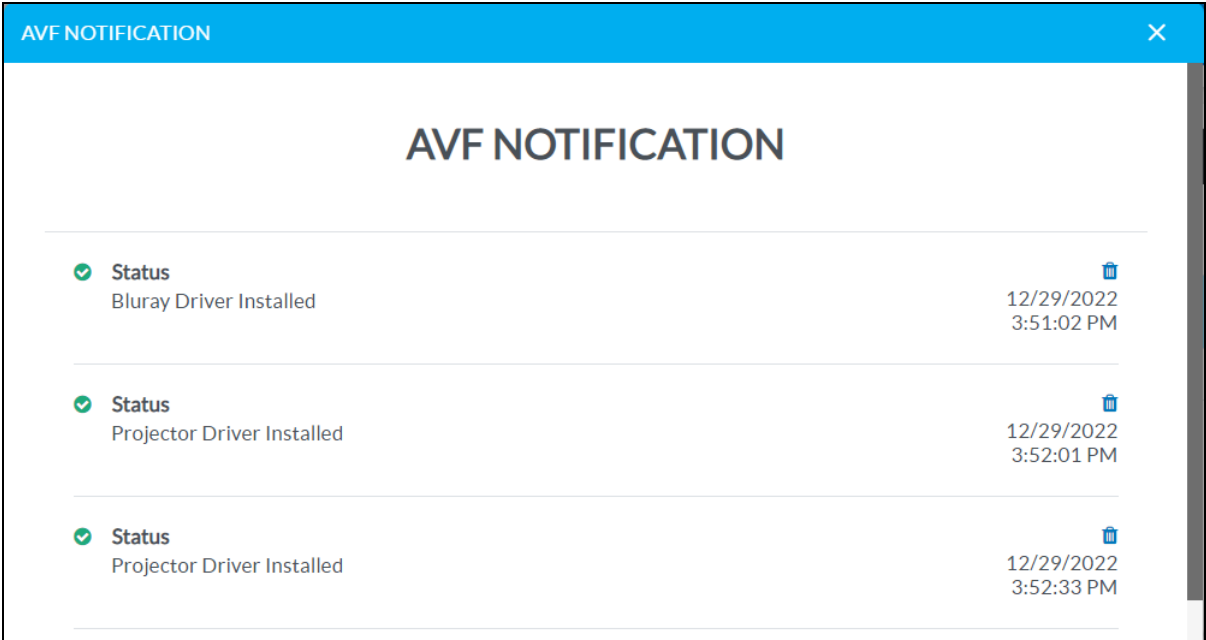 AVF NOTIFICATION
AVF NOTIFICATION
Status
Bluray Driver Installed
12/29/2022
3:51:02 PM
Status
Projector Driver Installed
12/29/2022
3:52:01 PM
Status
Projector Driver Installed
12/29/2022
3:52:33 PM